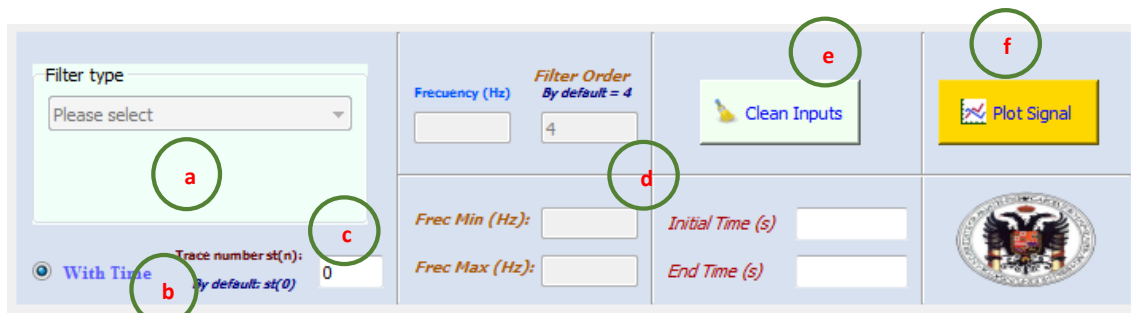 Filter type
Please select
a
With Time
b
Trace number st(n):
By default: st(0)
c
0
Frecuency (Hz)
Filter Order
By default = 4
4
d
Frec Min (Hz):
Frec Max (Hz):
e
Clean Inputs
Initial Time (s)
End Time (s)
f
Plot Signal